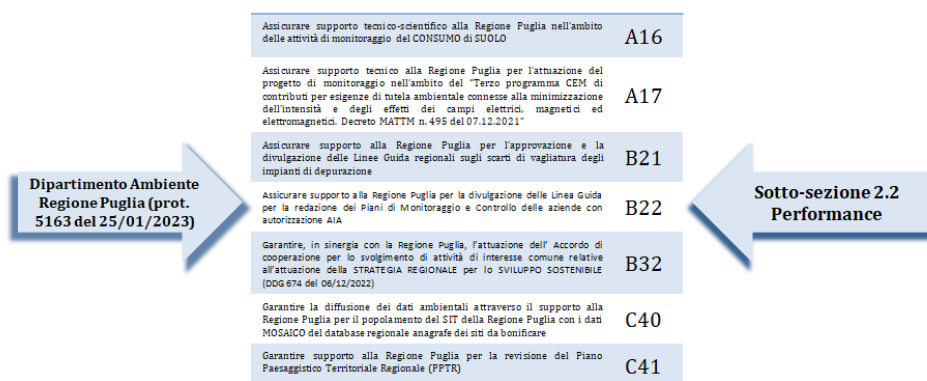 Assicurare supporto tecnico-scientifico alla Regione Puglia nell'ambito
delle attività di monitoraggio del CONSUMO di SUOLO
A16
Assicurare supporto tecnico alla Regione Puglia per l'attuazione del
progetto di monitoraggio nell'ambito del "Terzo programma CEM di
contributi per esigenze di tutela ambientale connesse alla minimizzazione
dell'intensità e degli effetti dei campi elettrici, magnetici ed
elettromagnetici. Decreto MATTM n. 495 del 07.12.2021"
A17
Assicurare supporto alla Regione Puglia per l'approvazione e la
divulgazione delle Linee Guida regionali sugli scarti di vagliatura degli
impianti di depurazione
B21
Dipartimento Ambiente
Regione Puglia (prot.
5163 del 25/01/2023)
Assicurare supporto alla Regione Puglia per la divulgazione delle Linea Guida
per la redazione dei Piani di Monitoraggio e Controllo delle aziende con
autorizzazione AIA
B22
Sotto-sezione 2.2
Performance
Garantire, in sinergia con la Regione Puglia, l'attuazione dell' Accordo di
cooperazione per lo svolgimento di attività di interesse comune relative
all'attuazione della STRATEGIA REGIONALE per lo SVILUPPO SOSTENIBILE
(DDG 674 del 06/12/2022)
B32
Garantire la diffusione dei dati ambientali attraverso il supporto alla
Regione Puglia per il popolamento del SIT della Regione Puglia con i dati
MOSAICO del database regionale anagrafe dei siti da bonificare
C40
Garantire supporto alla Regione Puglia per la revisione del Piano
Paesaggistico Territoriale Regionale (PPTR)
C41